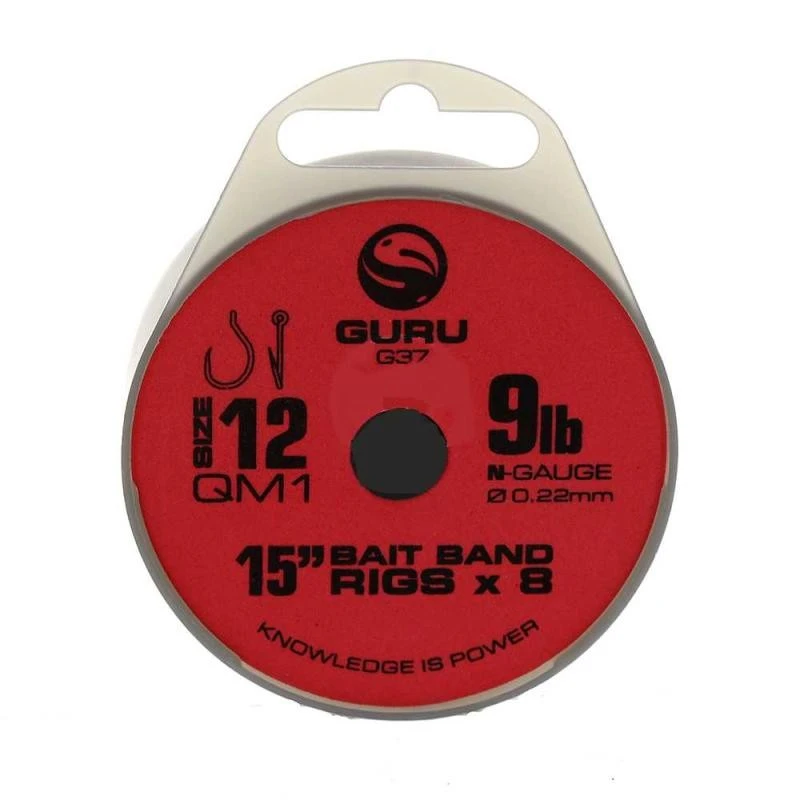 GURU
G37
SIZE 12
QM1
9lb
N-GAUGE
Ø 0.22mm
15” BAIT BAND
RIGS x 8
KNOWLEDGE IS POWER